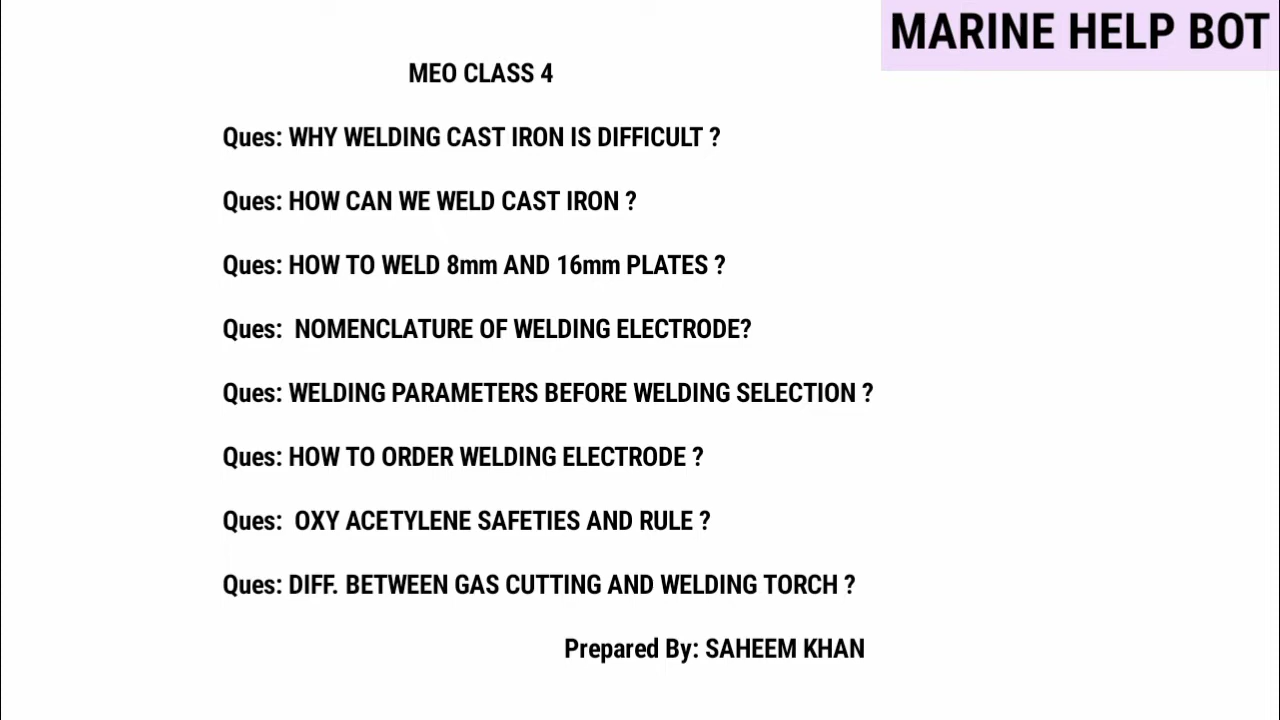 MARINE HELP BOT
MEO CLASS 4
Ques: WHY WELDING CAST IRON IS DIFFICULT ?
Ques: HOW CAN WE WELD CAST IRON ?
Ques: HOW TO WELD 8mm AND 16mm PLATES ?
Ques: NOMENCLATURE OF WELDING ELECTRODE?
Ques: WELDING PARAMETERS BEFORE WELDING SELECTION ?
Ques: HOW TO ORDER WELDING ELECTRODE ?
Ques: OXY ACETYLENE SAFETIES AND RULE ?
Ques: DIFF. BETWEEN GAS CUTTING AND WELDING TORCH ?
Prepared By: SAHEEM KHAN